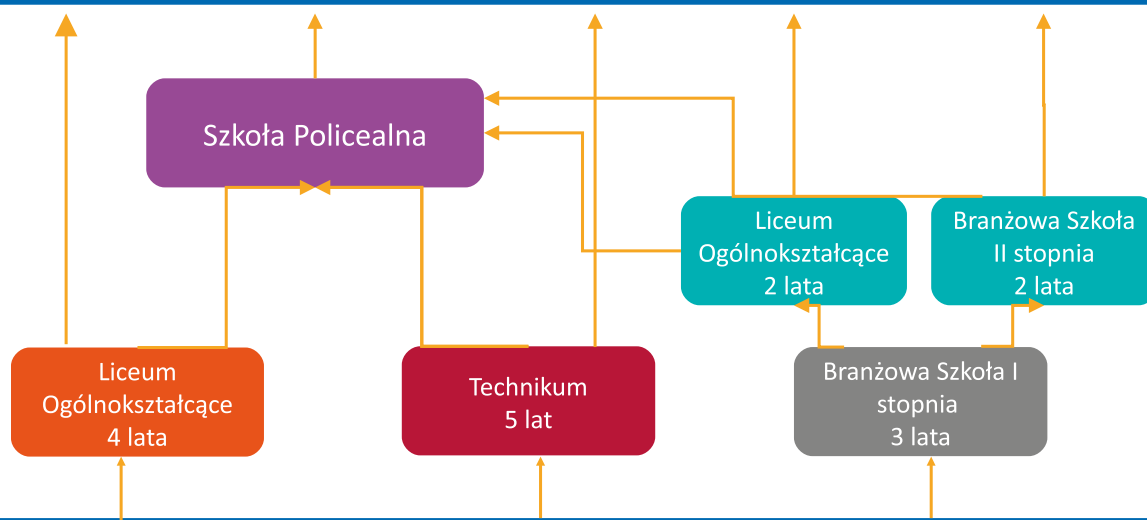 Szkoła Policealna
Liceum
Ogólnokształcące
2 lata
Branżowa Szkoła
II stopnia
2 lata
Liceum
Ogólnokształcące
4 lata
Technikum
5 lat
Branżowa Szkoła I
stopnia
3 lata